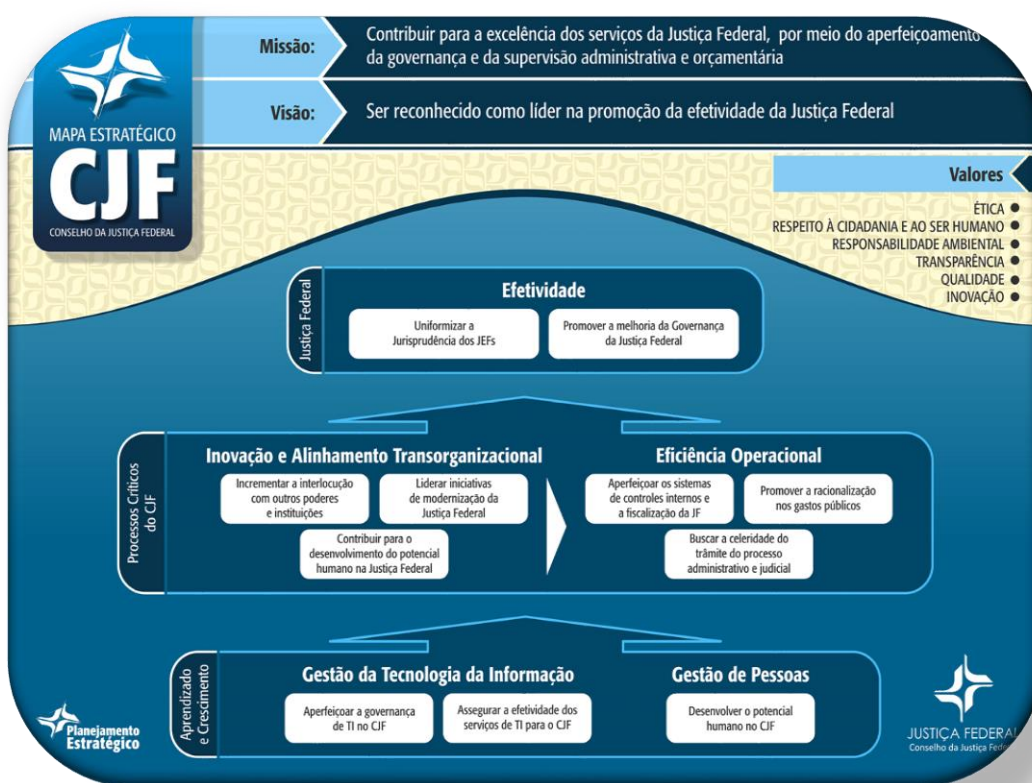 MAPA ESTRATÉGICO
CJF
CONSELHO DA JUSTIÇA FEDERAL
Missão:
Contribuir para a excelência dos serviços da Justiça Federal, por meio do aperfeiçoamento
da governança e da supervisão administrativa e orçamentária
Visão:
Ser reconhecido como líder na promoção da efetividade da Justiça Federal
Valores
ÉTICA
RESPEITO À CIDADANIA E AO SER HUMANO
RESPONSABILIDADE AMBIENTAL
TRANSPARÊNCIA
QUALIDADE
INOVAÇÃO
Justiça Federal
Efetividade
Uniformizar a
Jurisprudência dos JEFs
Promover a melhoria da Governança
da Justiça Federal
Processos Críticos
do CJF
Inovação e Alinhamento Transorganizacional
Incrementar a interlocução
com outros poderes
e instituições
Liderar iniciativas
de modernização da
Justiça Federal
Contribuir para o
desenvolvimento do potencial
humano na Justiça Federal
Eficiência Operacional
Aperfeiçoar os sistemas
de controles internos e
a fiscalização da JF
Promover a racionalização
nos gastos públicos
Buscar a celeridade do
trâmite do processo
administrativo e judicial
Aprendizado
e Crescimento
Gestão da Tecnologia da Informação
Aperfeiçoar a governança
de TI no CJF
Assegurar a efetividade dos
serviços de TI para o CJF
Gestão de Pessoas
Desenvolver o potencial
humano no CJF
Planejamento
Estratégico
JUSTIÇA FEDERAL
Conselho da Justiça